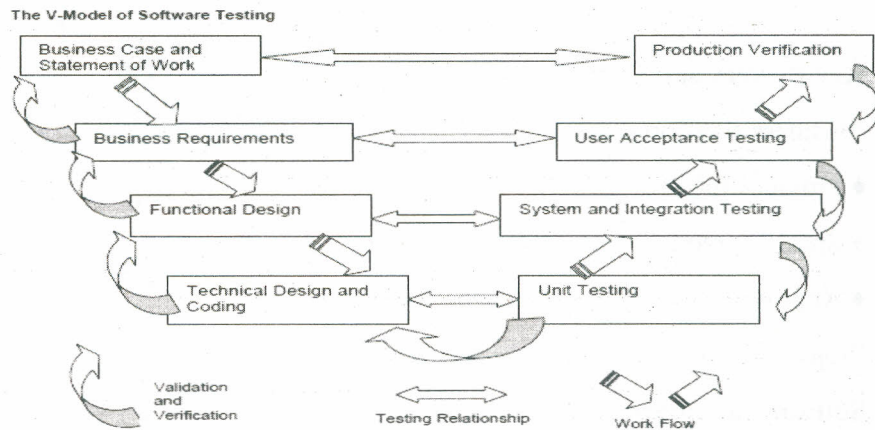 The V-Model of Software Testing
Business Case and
Statement of Work
Production Verification
Business Requirements
User Acceptance Testing
Functional Design
System and Integration Testing
Technical Design and
Coding
Unit Testing
Validation
and
Verification
Testing Relationship
Work Flow